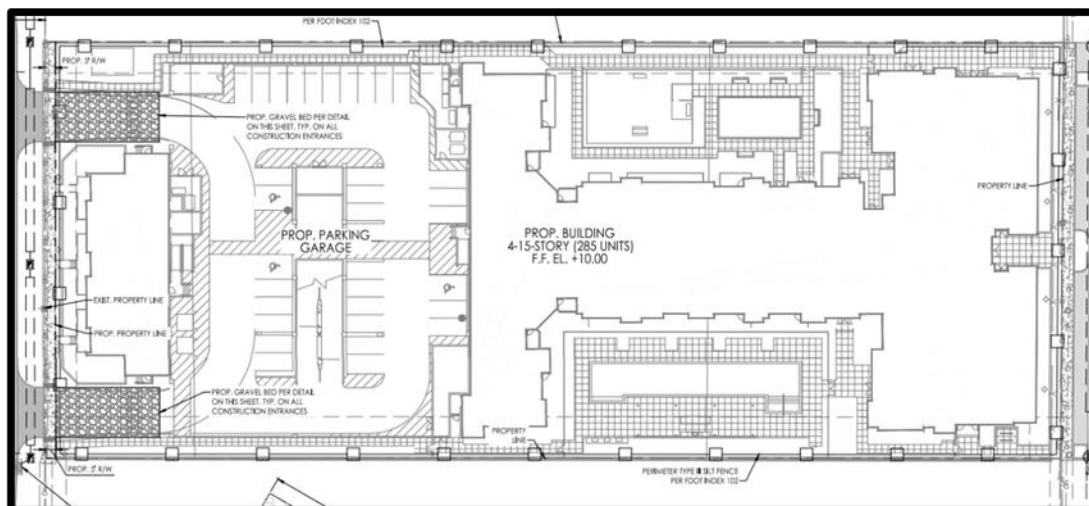 PER FDOT INDEX 102
PROP. 5' R/W
PROP. GRAVEL BED PER DETAIL
ON THIS SHEET. TYP. ON ALL
CONSTRUCTION ENTRANCES
PROPERTY LINE
PROP. PARKING
GARAGE
PROP. BUILDING
4-15-STORY (285 UNITS)
F.F. EL. +10.00
EXIST. PROPERTY LINE
PROP. PROPERTY LINE
PROP. GRAVEL BED PER DETAIL
ON THIS SHEET. TYP. ON ALL
CONSTRUCTION ENTRANCES
PROPERTY
LINE
PROP. 5' R/W
PERIMETER TYPE III SILT FENCE
PER FDOT INDEX 102